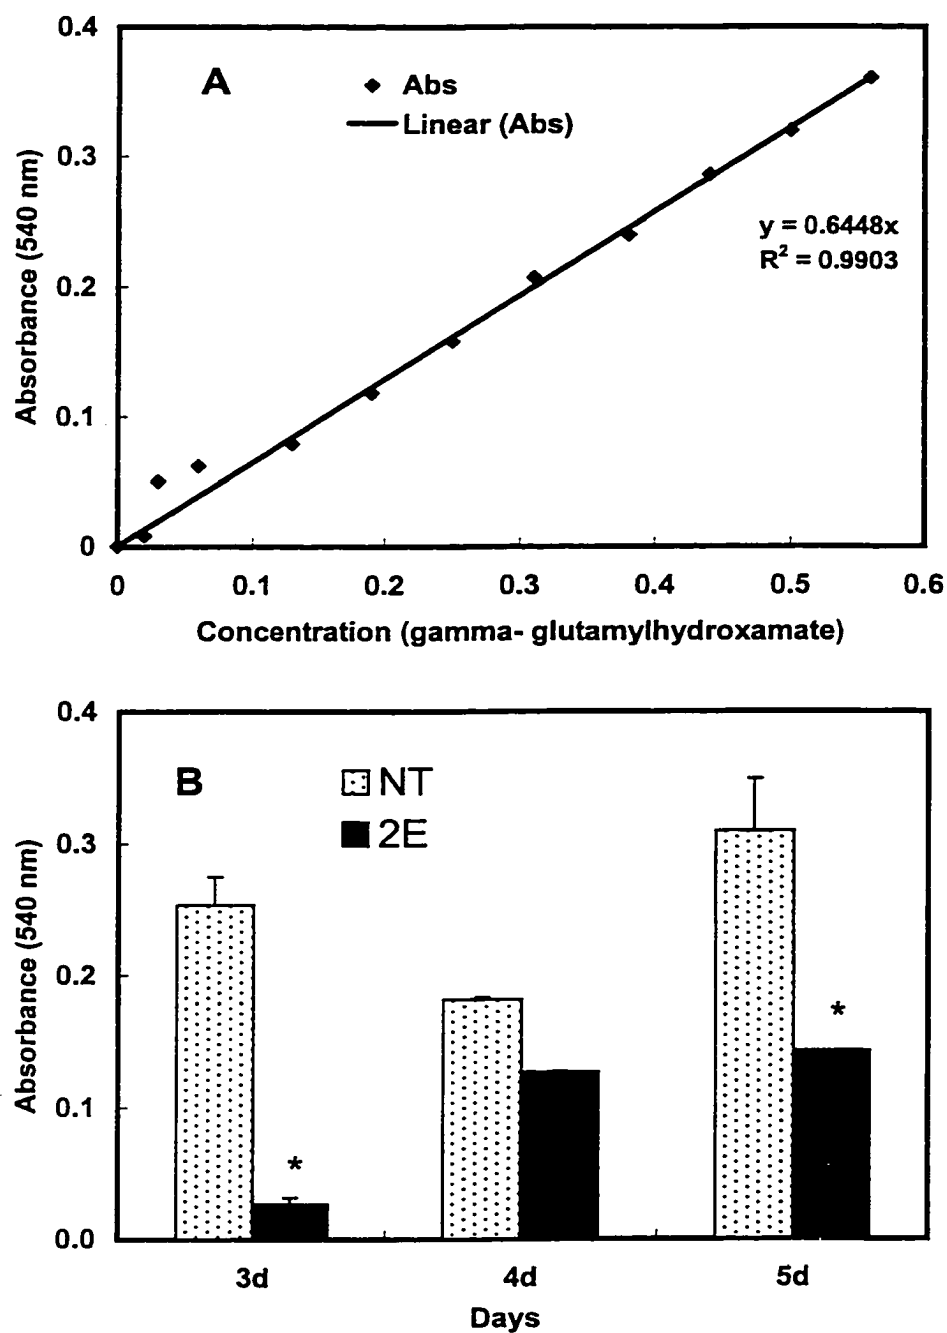 0.4
A
Abs
Linear (Abs)
0.3
y = 0.6448x
R² = 0.9903
0.2
0.1
0
Absorbance (540 nm)
0 0.1 0.2 0.3 0.4 0.5 0.6
Concentration (gamma- glutamylhydroxamate)
0.4
B
NT
2E
0.3
0.2
*
0.1
*
0.0
Absorbance (540 nm)
3d 4d 5d
Days